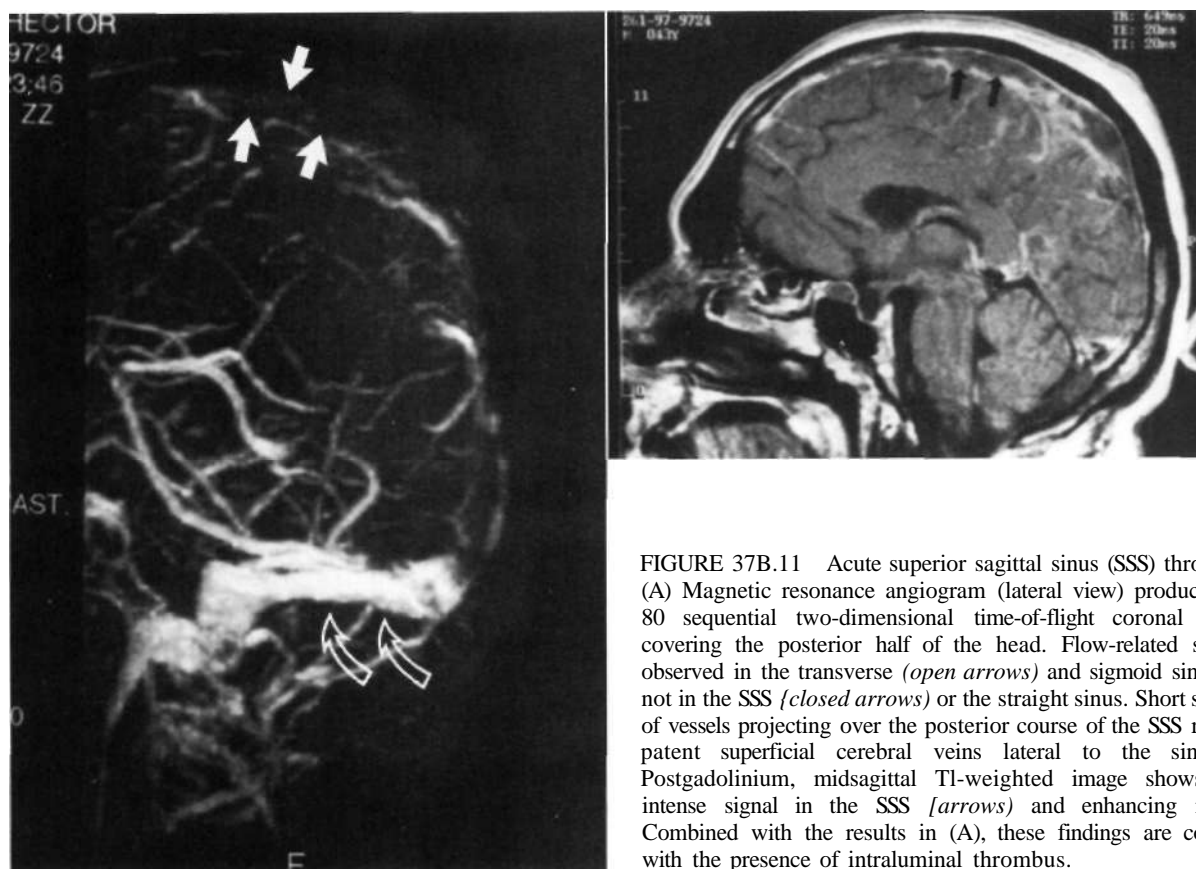 HECTOR
9724
23:46
ZZ
AST.
0
F
261-97-9724
M 043Y
TR: 649ms
TE: 20ms
TI: 20ms
11
FIGURE 37B.11 Acute superior sagittal sinus (SSS) thro
(A) Magnetic resonance angiogram (lateral view) produc
80 sequential two-dimensional time-of-flight coronal
covering the posterior half of the head. Flow-related s
observed in the transverse (open arrows) and sigmoid sin
not in the SSS {closed arrows) or the straight sinus. Short s
of vessels projecting over the posterior course of the SSS r
patent superficial cerebral veins lateral to the sin
Postgadolinium, midsagittal Tl-weighted image shows
intense signal in the SSS [arrows) and enhancing
Combined with the results in (A), these findings are co
with the presence of intraluminal thrombus.